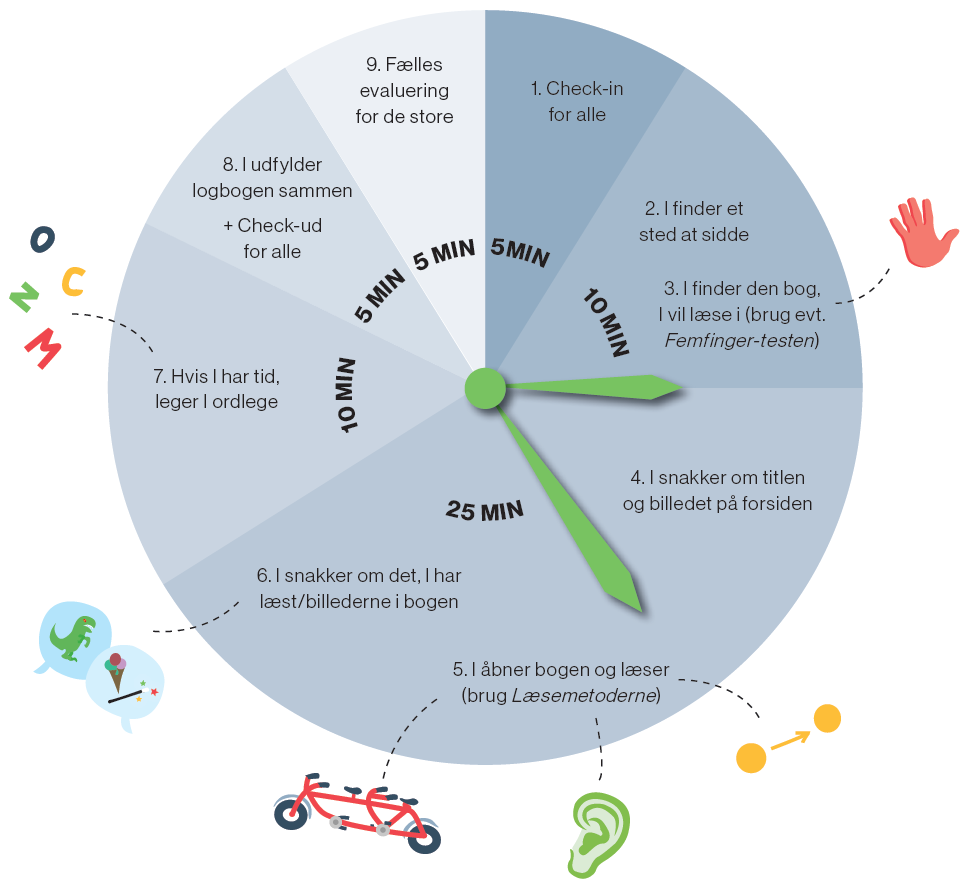 1. Check-in
for alle
5MIN
2. I finder et
sted at sidde
3. I finder den bog,
I vil læse i (brug evt.
Femfinger-testen)
10 MIN
4. I snakker om titlen
og billedet på forsiden
5. I åbner bogen og læser
(brug Læsemetoderne)
6. I snakker om det, I har
læst/billederne i bogen
25 MIN
7. Hvis I har tid,
leger I ordlege
10 MIN
8. I udfylder
logbogen sammen
+ Check-ud
for alle
5 MIN
9. Fælles
evaluering
for de store
5 MIN
O
C
N
M